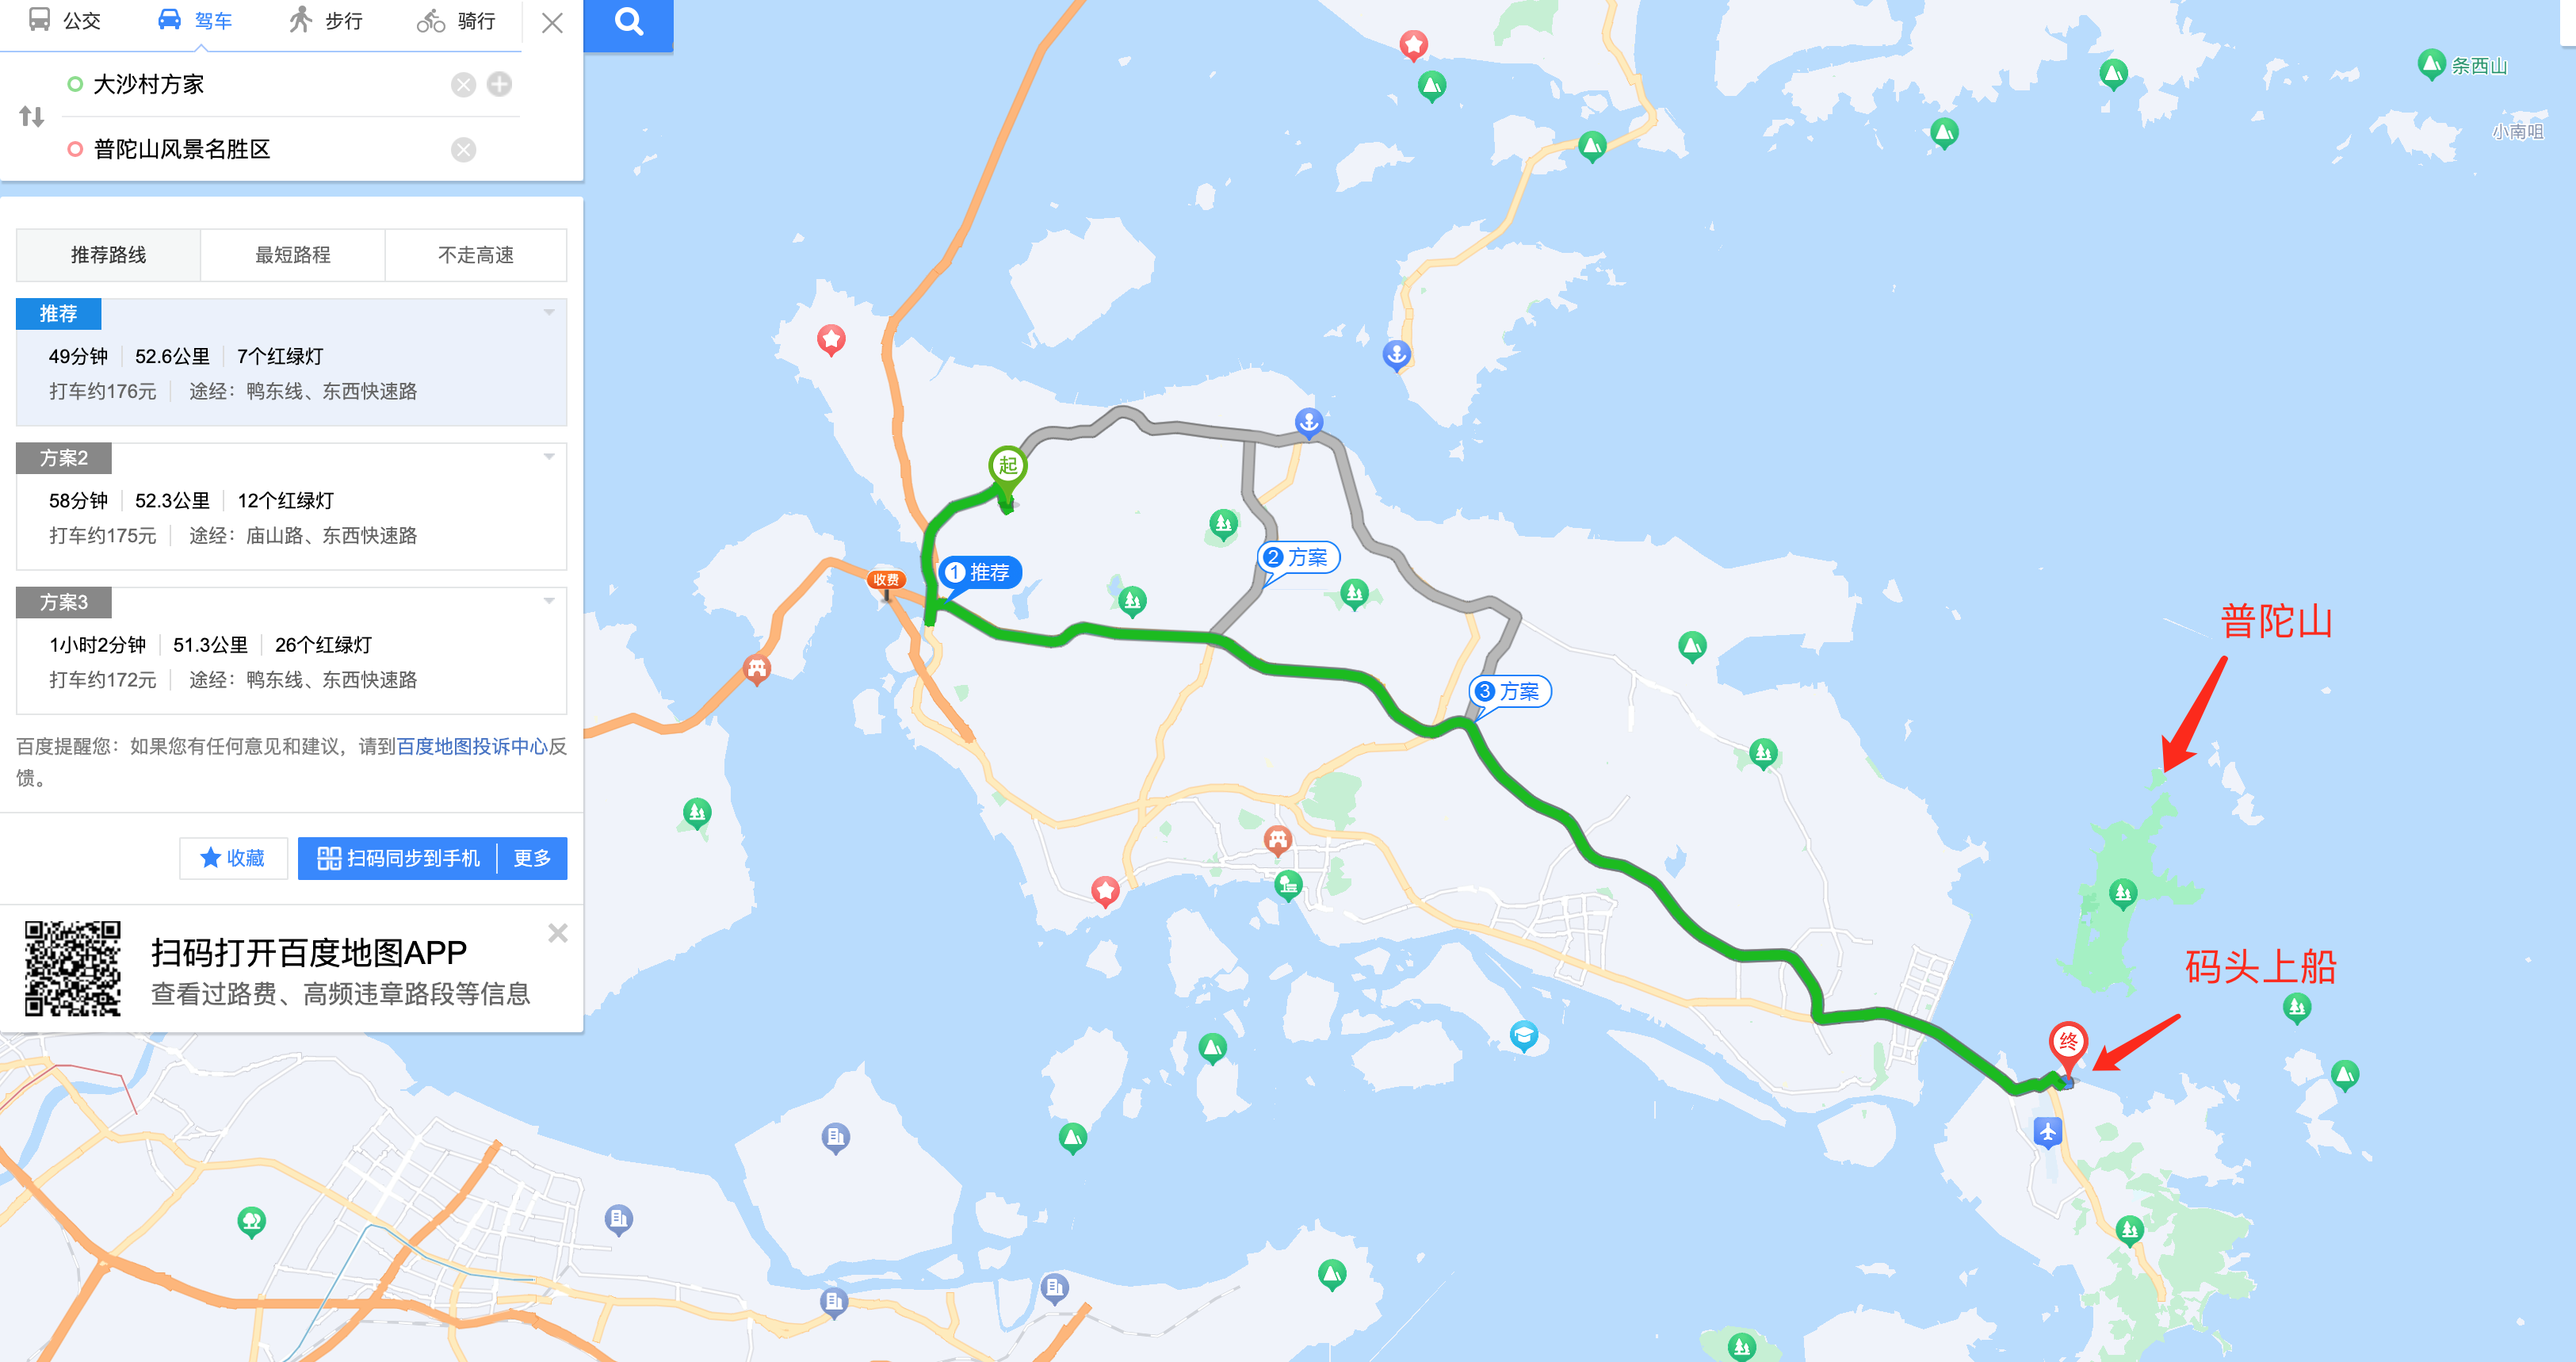 公交
驾车
步行
骑行
大沙村方家
普陀山风景名胜区
推荐路线
最短路程
不走高速
推荐
49分钟 52.6公里 7个红绿灯
打车约176元 途经：鸭东线、东西快速路
方案2
58分钟 52.3公里 12个红绿灯
打车约175元 途经：庙山路、东西快速路
方案3
1小时2分钟 51.3公里 26个红绿灯
打车约172元 途经：鸭东线、东西快速路
百度提醒您：如果您有任何意见和建议，请到百度地图投诉中心反
馈。
收藏
扫码同步到手机
更多
扫码打开百度地图APP
查看过路费、高频违章路段等信息
条西山
小南咀
起
收费
1 推荐
2 方案
3 方案
普陀山
码头上船
终